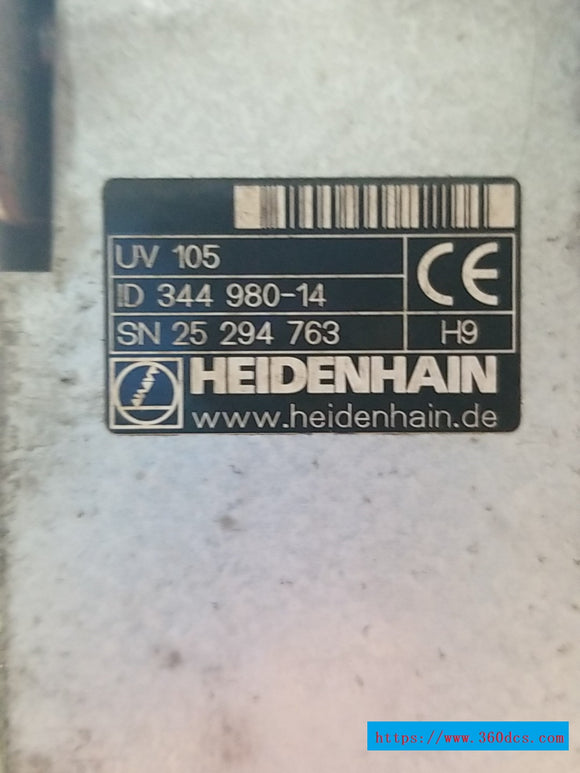 UV 105
ID 344 980-14
SN 25 294 763
CE
H9
HEIDENHAIN
www.heidenhain.de
https://www.360dcs.com